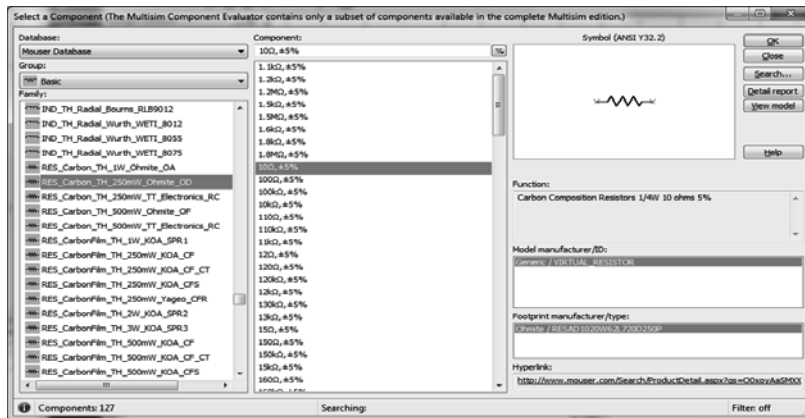 Select a Component (The Multisim Component Evaluator contains only a subset of components available in the complete Multisim edition.)
Database:
Mouser Database
Group:
Basic
Family:
IND_TH_Radial_Bourns_RLB9012
IND_TH_Radial_Wurth_WETI_8012
IND_TH_Radial_Wurth_WETI_8055
IND_TH_Radial_Wurth_WETI_8075
RES_Carbon_TH_1W_Ohmite_OA
RES_Carbon_TH_250mW_Ohmite_OD
RES_Carbon_TH_250mW_TT_Electronics_RC
RES_Carbon_TH_500mW_Ohmite_OF
RES_Carbon_TH_500mW_TT_Electronics_RC
RES_CarbonFilm_TH_1W_KOA_SPR1
RES_CarbonFilm_TH_250mW_KOA_CF
RES_CarbonFilm_TH_250mW_KOA_CF_CT
RES_CarbonFilm_TH_250mW_KOA_CFS
RES_CarbonFilm_TH_250mW_Yageo_CFR
RES_CarbonFilm_TH_2W_KOA_SPR2
RES_CarbonFilm_TH_3W_KOA_SPR3
RES_CarbonFilm_TH_500mW_KOA_CF
RES_CarbonFilm_TH_500mW_KOA_CF_CT
RES_CarbonFilm_TH_500mW_KOA_CFS
Component:
10Ω, ±5%
1.1kΩ, ±5%
1.2kΩ, ±5%
1.2MΩ, ±5%
1.5kΩ, ±5%
1.5MΩ, ±5%
1.6kΩ, ±5%
1.8kΩ, ±5%
1.8MΩ, ±5%
10Ω, ±5%
100Ω, ±5%
100kΩ, ±5%
10kΩ, ±5%
110Ω, ±5%
110kΩ, ±5%
11kΩ, ±5%
12Ω, ±5%
120Ω, ±5%
120kΩ, ±5%
12kΩ, ±5%
130kΩ, ±5%
13kΩ, ±5%
15Ω, ±5%
150Ω, ±5%
150kΩ, ±5%
15kΩ, ±5%
160Ω, ±5%
Symbol (ANSI Y32.2)
OK
Close
Search...
Detail report
View model
Help
Function:
Carbon Composition Resistors 1/4W 10 ohms 5%
Model manufacturer/ID:
Generic / VIRTUAL_RESISTOR
Footprint manufacturer/type:
Ohmite / RESAD1020W62L720D250P
Hyperlink:
http://www.mouser.com/Search/ProductDetail.aspx?qs=O0xoyAaSMXX
Components: 127
Searching:
Filter: off